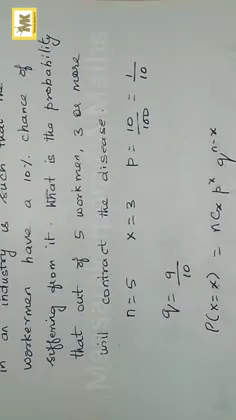 in an industry is such that the
workermen have a 10% chance of
suffering from it. What is the probability
that out of 5 workmen, 3 or more
will contract the disease.
n=5 x=3 p = 10/100 = 1/10
q = 9/10
P(x=x) = nCx p^x q^n-x
MK